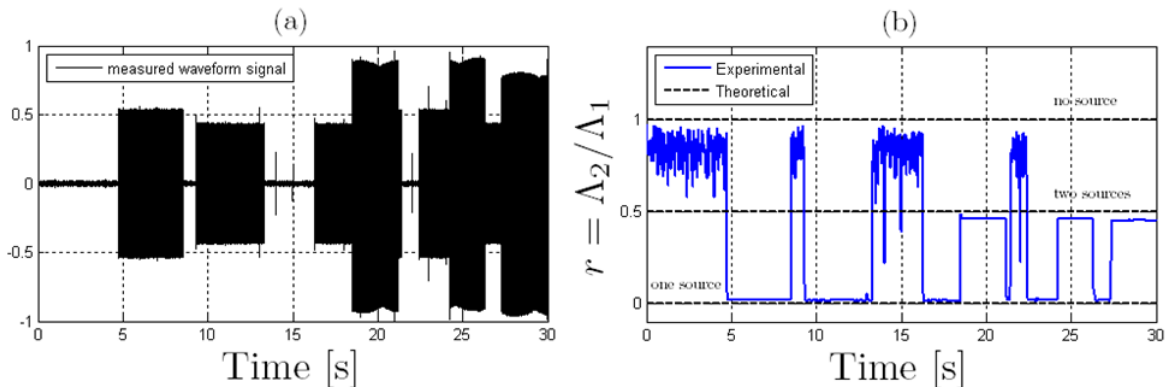 (a)
measured waveform signal
1
0.5
0
-0.5
-1
0 5 10 15 20 25 30
Time [s]
(b)
Experimental
Theoretical
no source
two sources
one source
r = Λ2/Λ1
1
0.5
0
0 5 10 15 20 25 30
Time [s]